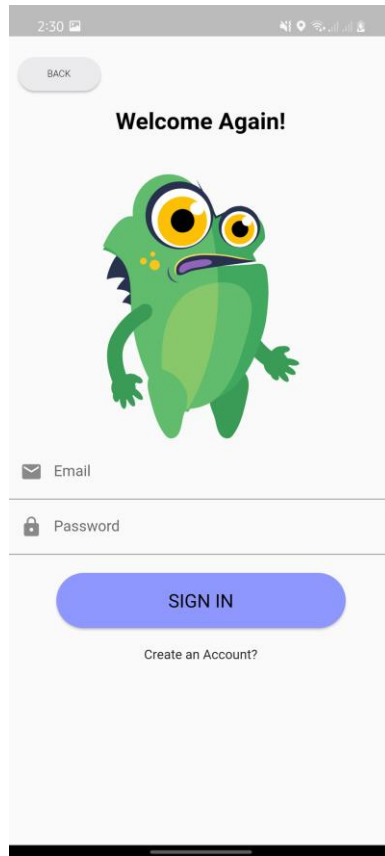 2:30
BACK
Welcome Again!
Email
Password
SIGN IN
Create an Account?